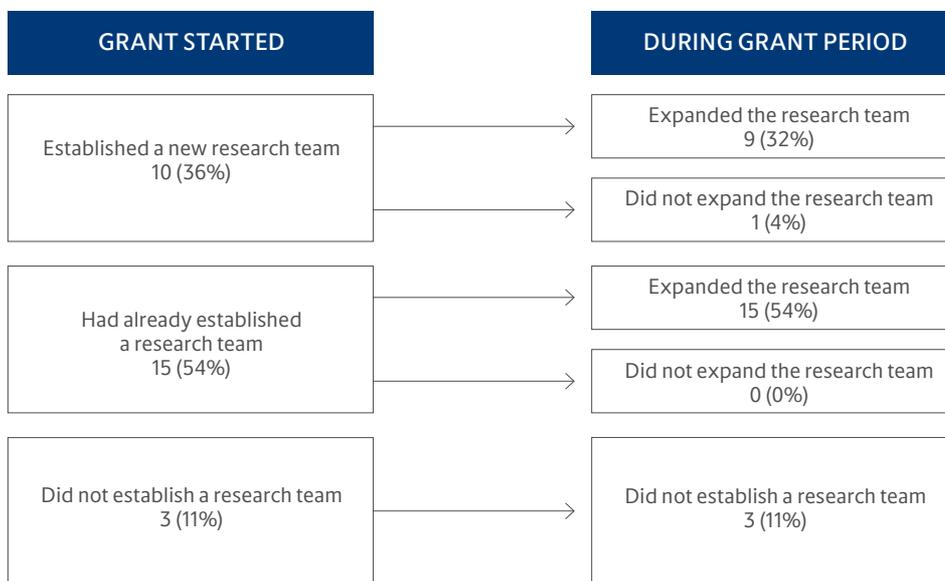 GRANT STARTED
DURING GRANT PERIOD
Established a new research team
10 (36%)
Expanded the research team
9 (32%)
Did not expand the research team
1 (4%)
Had already established
a research team
15 (54%)
Expanded the research team
15 (54%)
Did not expand the research team
0 (0%)
Did not establish a research team
3 (11%)
Did not establish a research team
3 (11%)